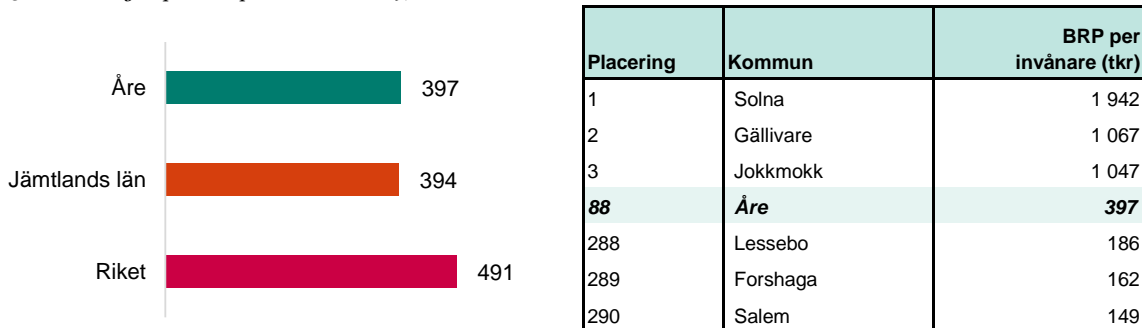 Åre 397
Jämtlands län 394
Riket 491
BRP per
Placering Kommun invånare (tkr)
1 Solna 1 942
2 Gällivare 1 067
3 Jokkmokk 1 047
88 Åre 397
288 Lessebo 186
289 Forshaga 162
290 Salem 149